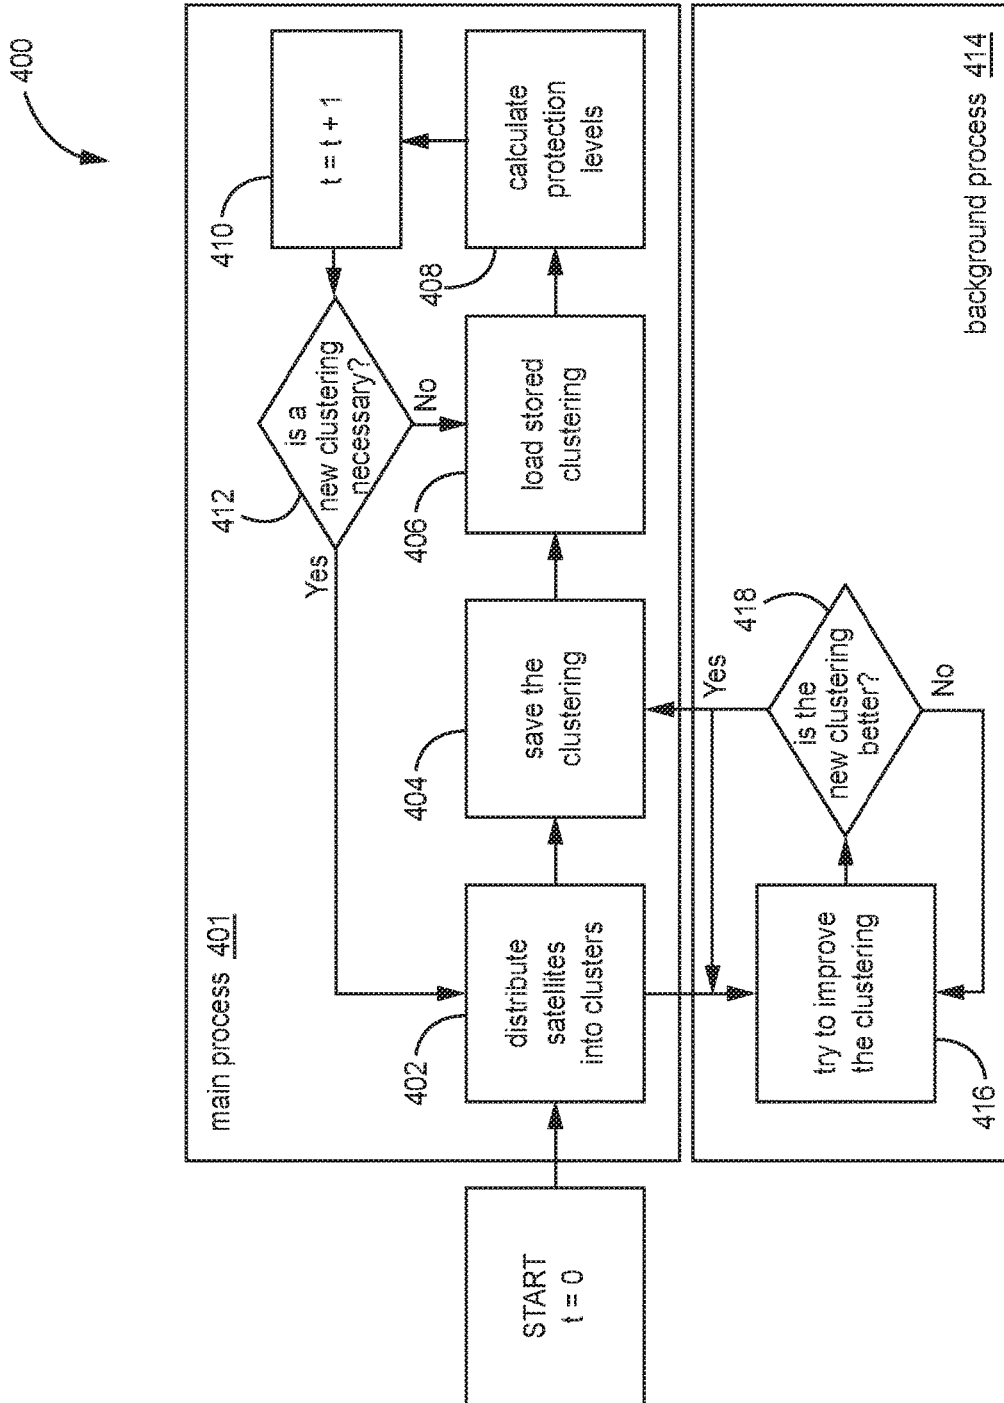 400
main process 401
START
t = 0
402
distribute
satellites
into clusters
404
save the
clustering
406
load stored
clustering
408
calculate
protection
levels
410
t = t + 1
412
is a
new clustering
necessary?
Yes
No
background process 414
416
try to improve
the clustering
418
is the
new clustering
better?
Yes
No